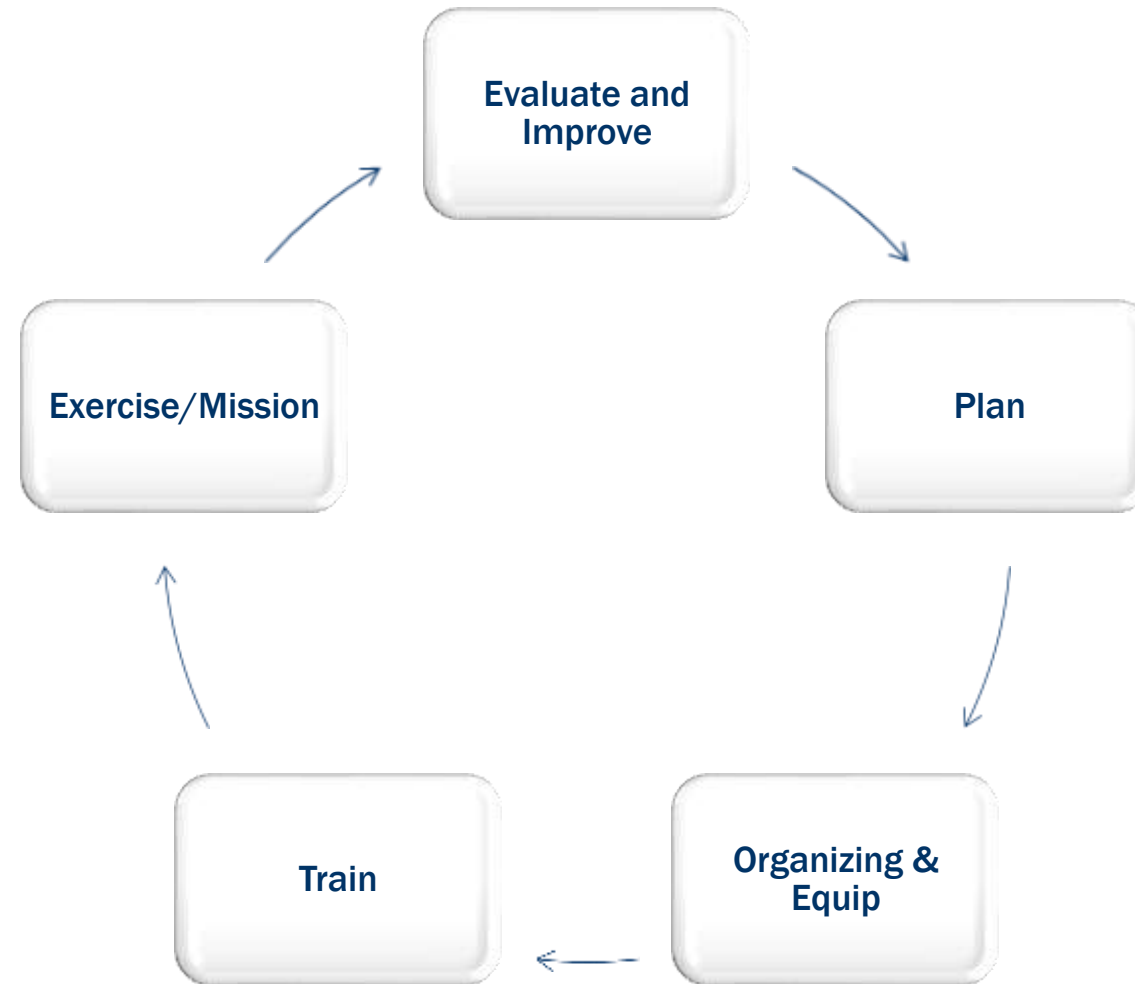 Evaluate and
Improve
Exercise/Mission
Plan
Train
Organizing &
Equip